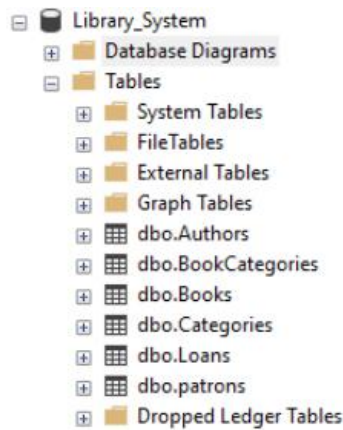 Library_System
Database Diagrams
Tables
System Tables
FileTables
External Tables
Graph Tables
dbo.Authors
dbo.BookCategories
dbo.Books
dbo.Categories
dbo.Loans
dbo.patrons
Dropped Ledger Tables